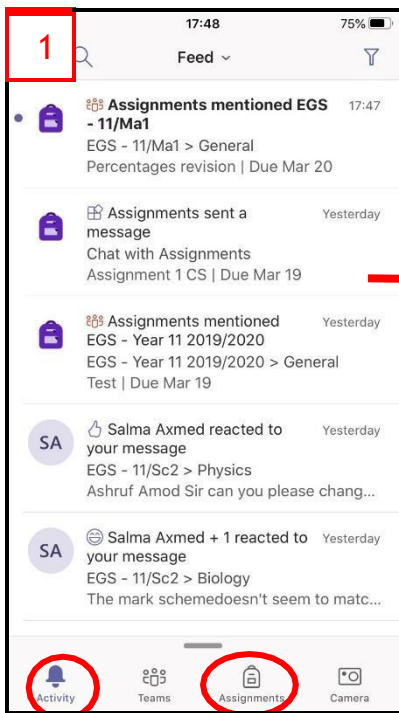 17:48 75%
1
Feed
Assignments mentioned EGS 17:47
- 11/Ma1
EGS - 11/Ma1 > General
Percentages revision | Due Mar 20
Assignments sent a Yesterday
message
Chat with Assignments
Assignment 1 CS | Due Mar 19
Assignments mentioned Yesterday
EGS - Year 11 2019/2020
EGS - Year 11 2019/2020 > General
Test | Due Mar 19
SA
Salma Axmed reacted to Yesterday
your message
EGS - 11/Sc2 > Physics
Ashruf Amod Sir can you please chang...
SA
Salma Axmed + 1 reacted to Yesterday
your message
EGS - 11/Sc2 > Biology
The mark schemedoesn't seem to matc...
Activity Teams Assignments Camera